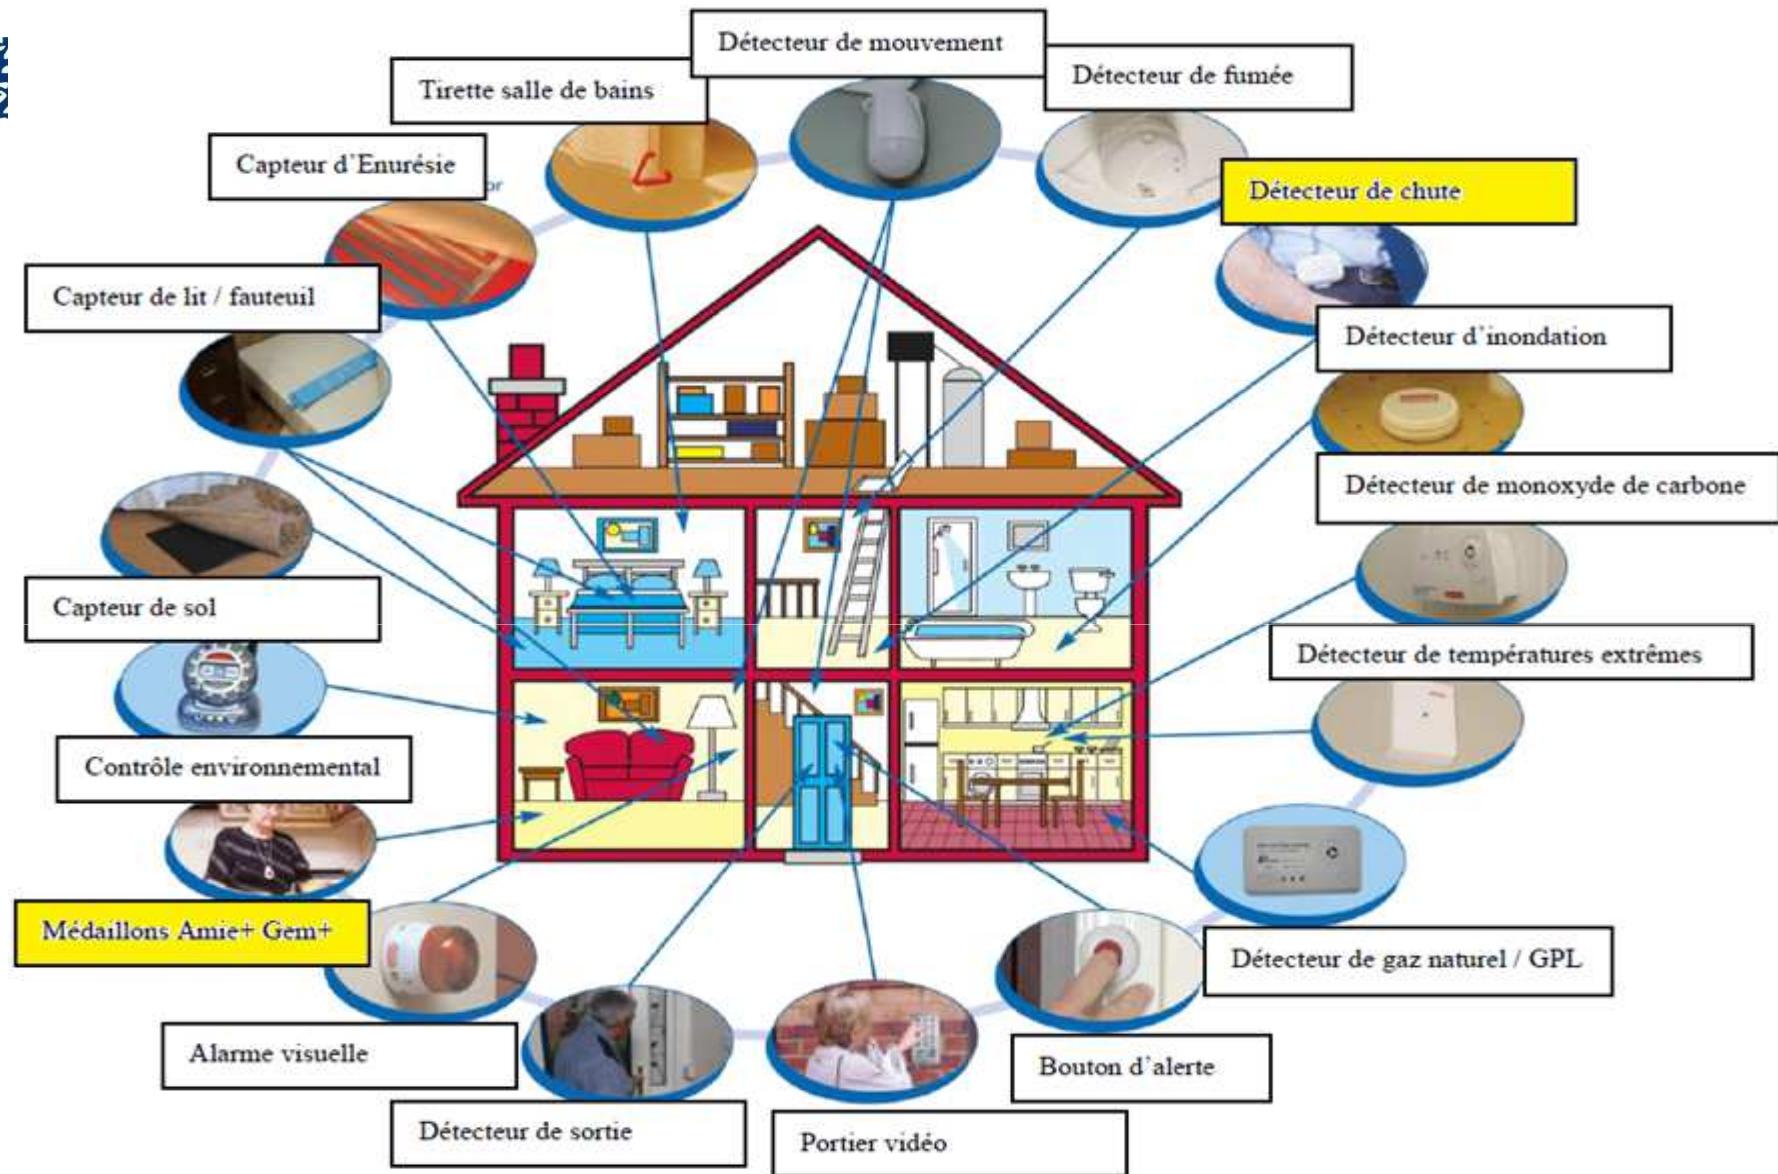 Détecteur de mouvement
Détecteur de fumée
Tirette salle de bains
Capteur d'Enurésie
or
Détecteur de chute
Capteur de lit / fauteuil
Détecteur d'inondation
Détecteur de monoxyde de carbone
Capteur de sol
Détecteur de températures extrêmes
Contrôle environnemental
Médaillons Amie+ Gem+
Détecteur de gaz naturel / GPL
Alarme visuelle
Bouton d'alerte
Détecteur de sortie
Portier vidéo